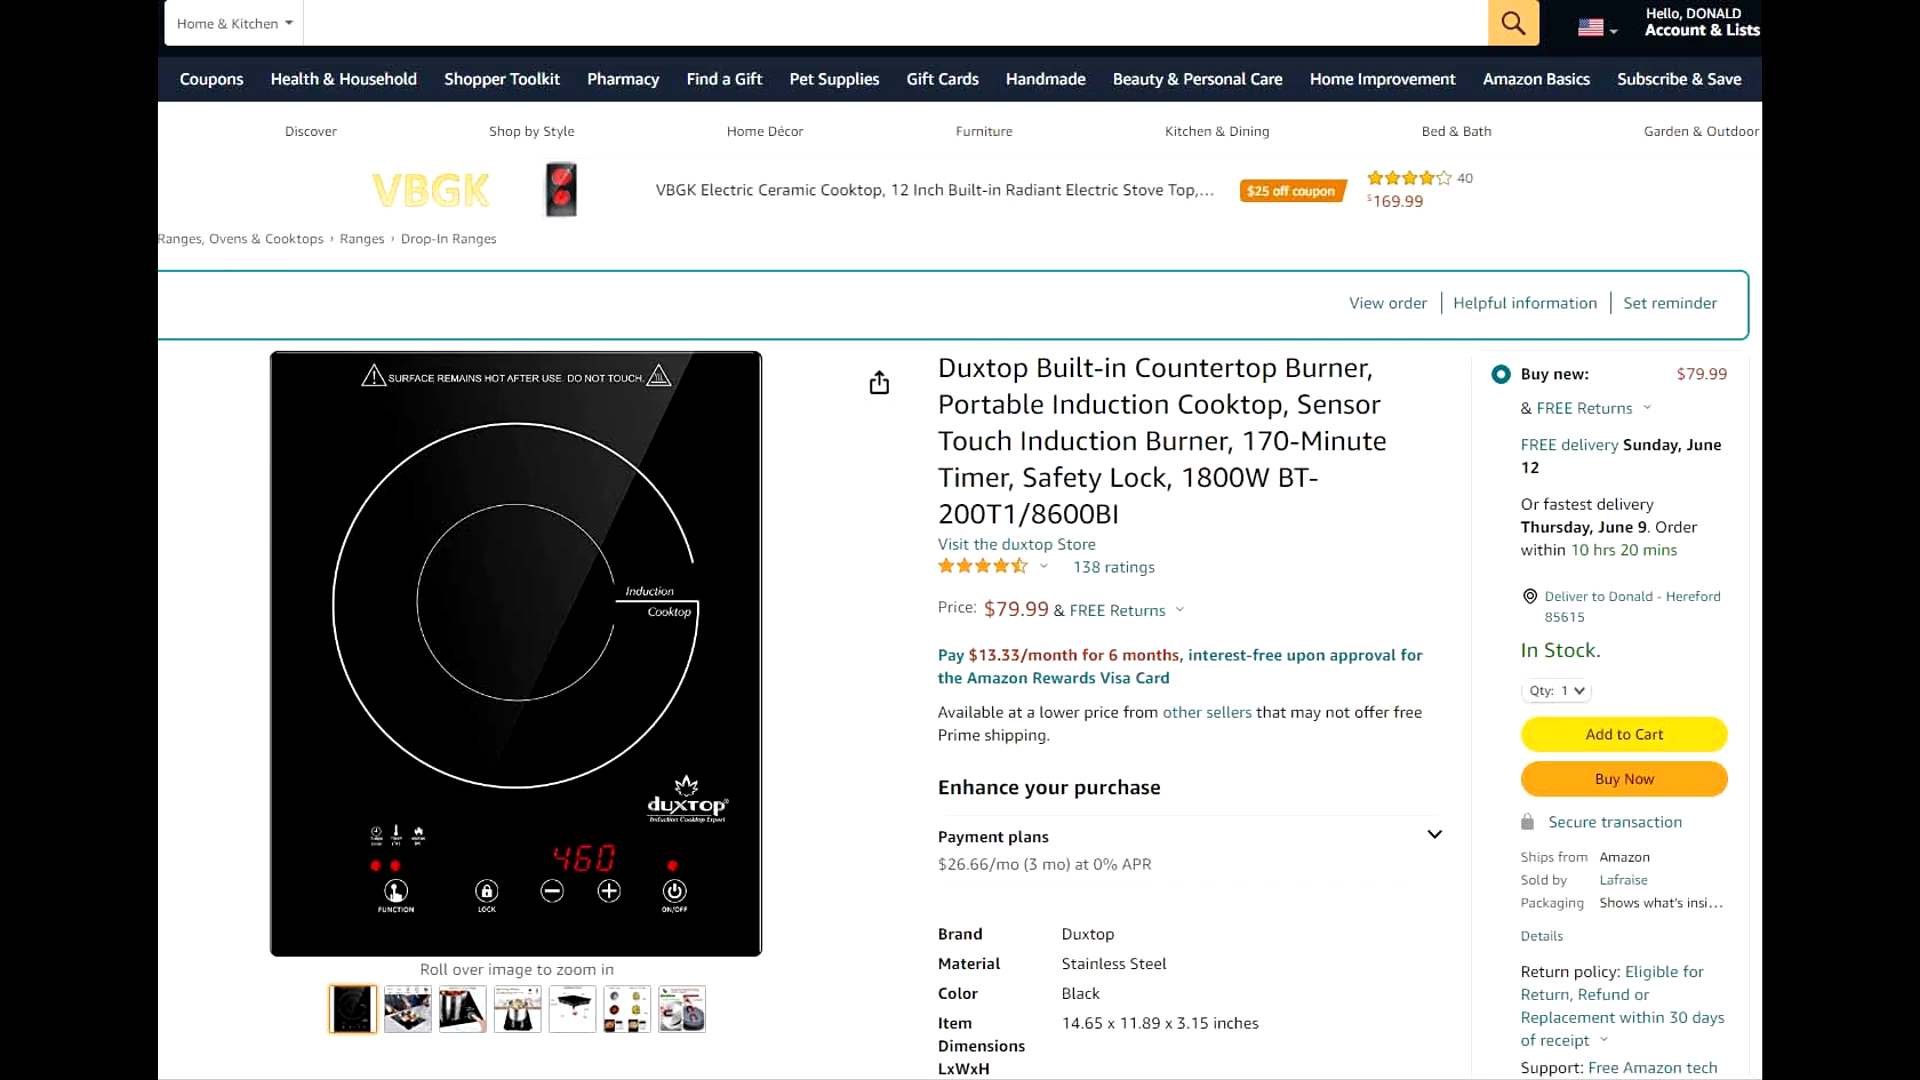 Home & Kitchen
Hello, DONALD
Account & Lists
Coupons Health & Household Shopper Toolkit Pharmacy Find a Gift Pet Supplies Gift Cards Handmade Beauty & Personal Care Home Improvement Amazon Basics Subscribe & Save
Discover Shop by Style Home Décor Furniture Kitchen & Dining Bed & Bath Garden & Outdoor
VBGK
VBGK Electric Ceramic Cooktop, 12 Inch Built-in Radiant Electric Stove Top,...
$25 off coupon
40
$169.99
Ranges, Ovens & Cooktops › Ranges › Drop-In Ranges
View order Helpful information Set reminder
SURFACE REMAINS HOT AFTER USE. DO NOT TOUCH.
Induction
Cooktop
duxtop®
Induction Cooktop Expert
460
FUNCTION
LOCK
ON/OFF
Roll over image to zoom in
Duxtop Built-in Countertop Burner,
Portable Induction Cooktop, Sensor
Touch Induction Burner, 170-Minute
Timer, Safety Lock, 1800W BT-
200T1/8600BI
Visit the duxtop Store
138 ratings
Price: $79.99 & FREE Returns
Pay $13.33/month for 6 months, interest-free upon approval for
the Amazon Rewards Visa Card
Available at a lower price from other sellers that may not offer free
Prime shipping.
Enhance your purchase
Payment plans
$26.66/mo (3 mo) at 0% APR
Brand Duxtop
Material Stainless Steel
Color Black
Item 14.65 x 11.89 x 3.15 inches
Dimensions
LxWxH
Buy new: $79.99
& FREE Returns
FREE delivery Sunday, June
12
Or fastest delivery
Thursday, June 9. Order
within 10 hrs 20 mins
Deliver to Donald - Hereford
85615
In Stock.
Qty: 1
Add to Cart
Buy Now
Secure transaction
Ships from Amazon
Sold by Lafraise
Packaging Shows what's insi...
Details
Return policy: Eligible for
Return, Refund or
Replacement within 30 days
of receipt
Support: Free Amazon tech